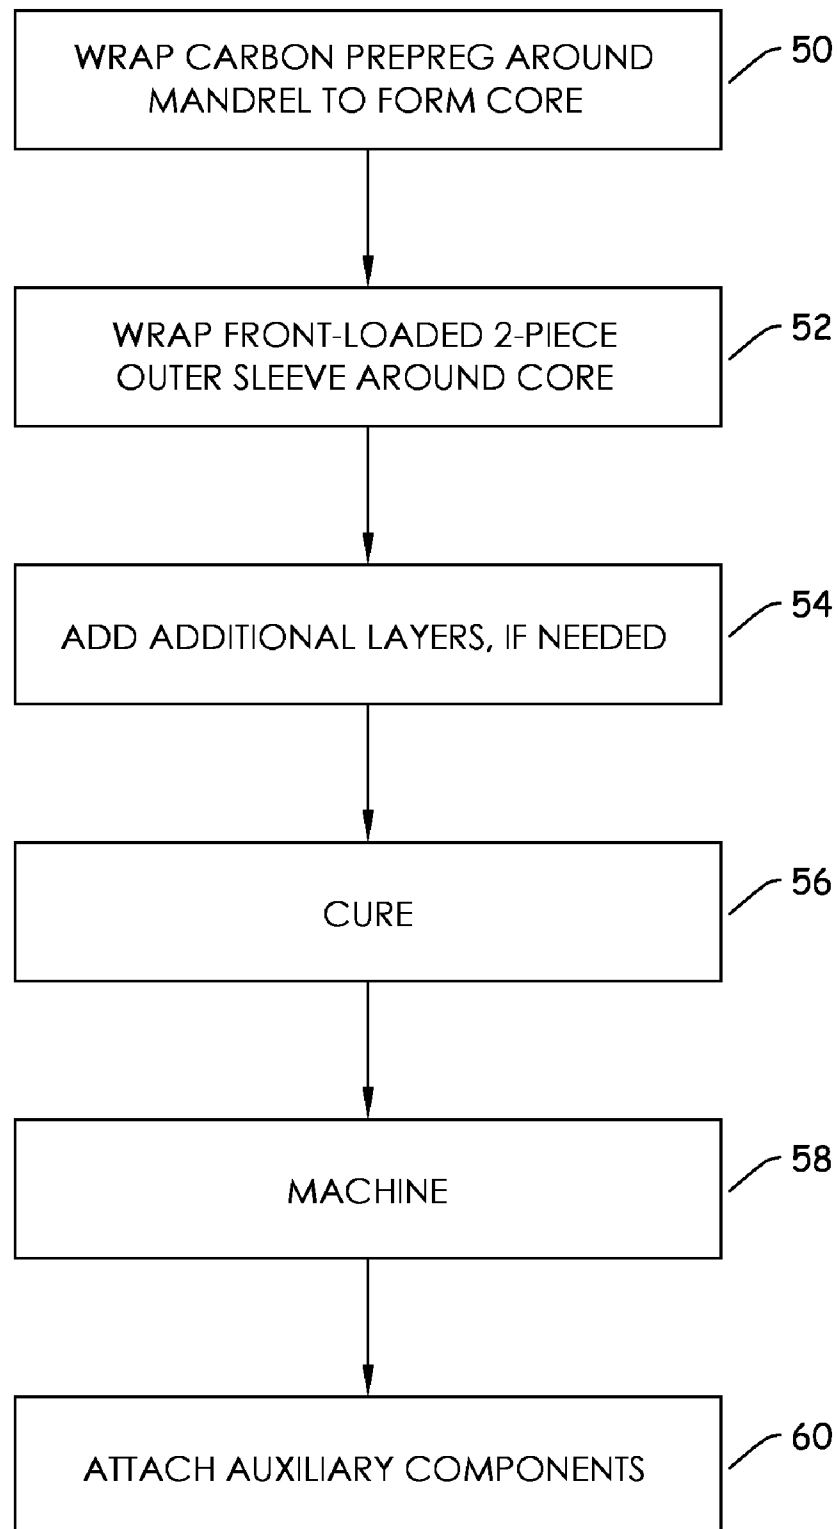 WRAP CARBON PREPREG AROUND
MANDREL TO FORM CORE
50
WRAP FRONT-LOADED 2-PIECE
OUTER SLEEVE AROUND CORE
52
ADD ADDITIONAL LAYERS, IF NEEDED
54
CURE
56
MACHINE
58
ATTACH AUXILIARY COMPONENTS
60